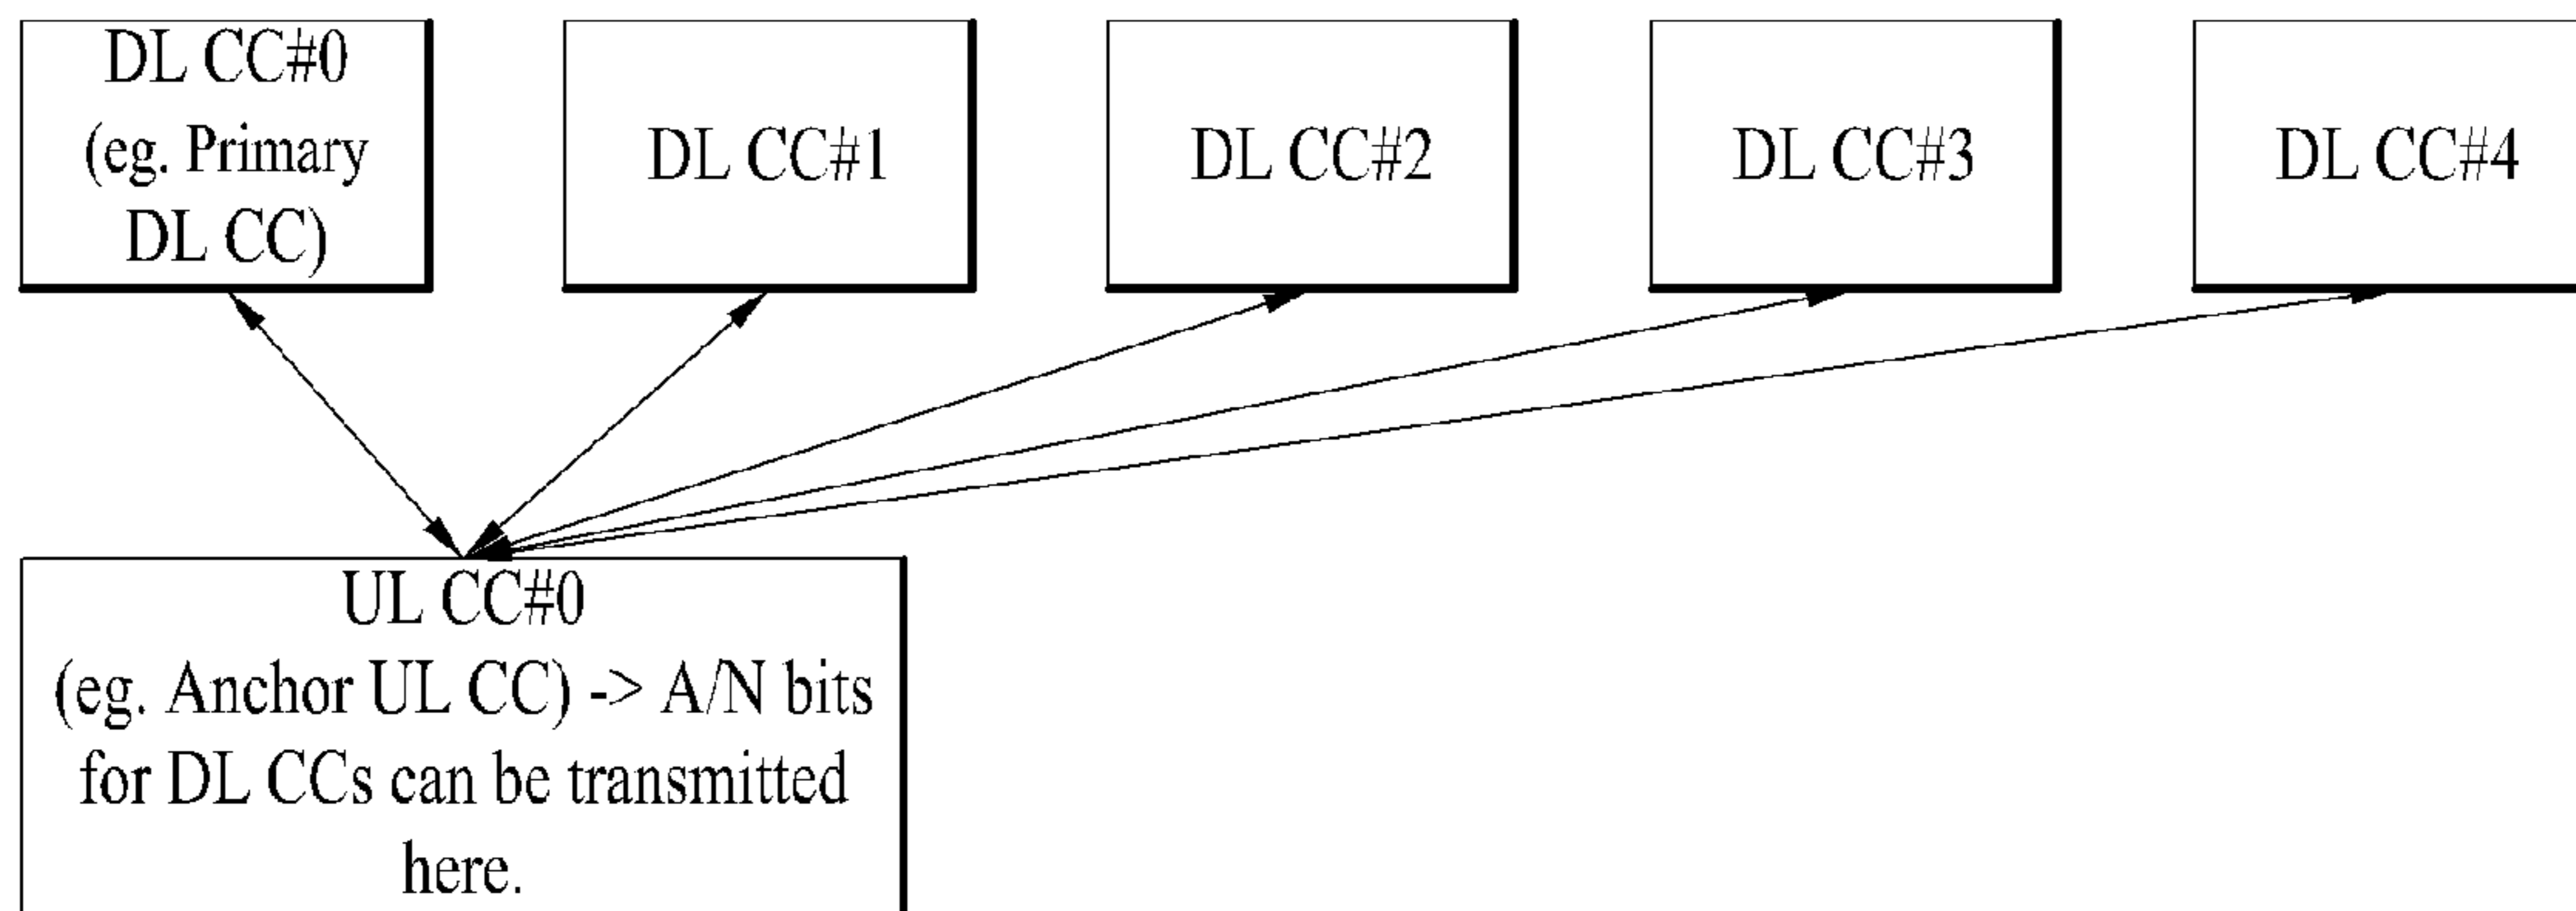 DL CC#0
(eg. Primary
DL CC)
DL CC#1
DL CC#2
DL CC#3
DL CC#4
UL CC#0
(eg. Anchor UL CC) -> A/N bits
for DL CCs can be transmitted
here.